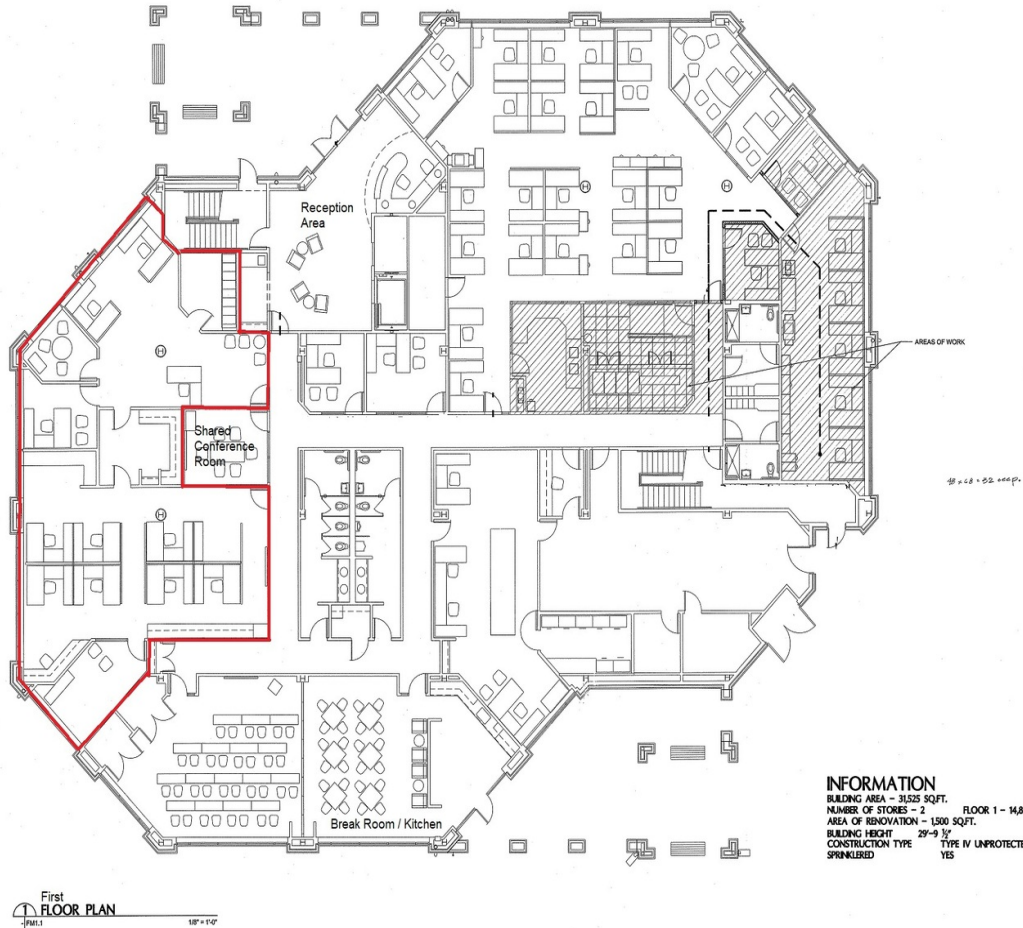 Reception
Area
AREAS OF WORK
Shared
Conference
Room
Break Room / Kitchen
INFORMATION
BUILDING AREA - 31,525 SQ.FT.
NUMBER OF STORIES - 2 FLOOR 1 - 14,8
AREA OF RENOVATION - 1,500 SQ.FT.
BUILDING HEIGHT 29'-9 ½"
CONSTRUCTION TYPE TYPE IV UNPROTECTE
SPRINKLERED YES
First
1 FLOOR PLAN
FM1.1 1/8" = 1'-0"